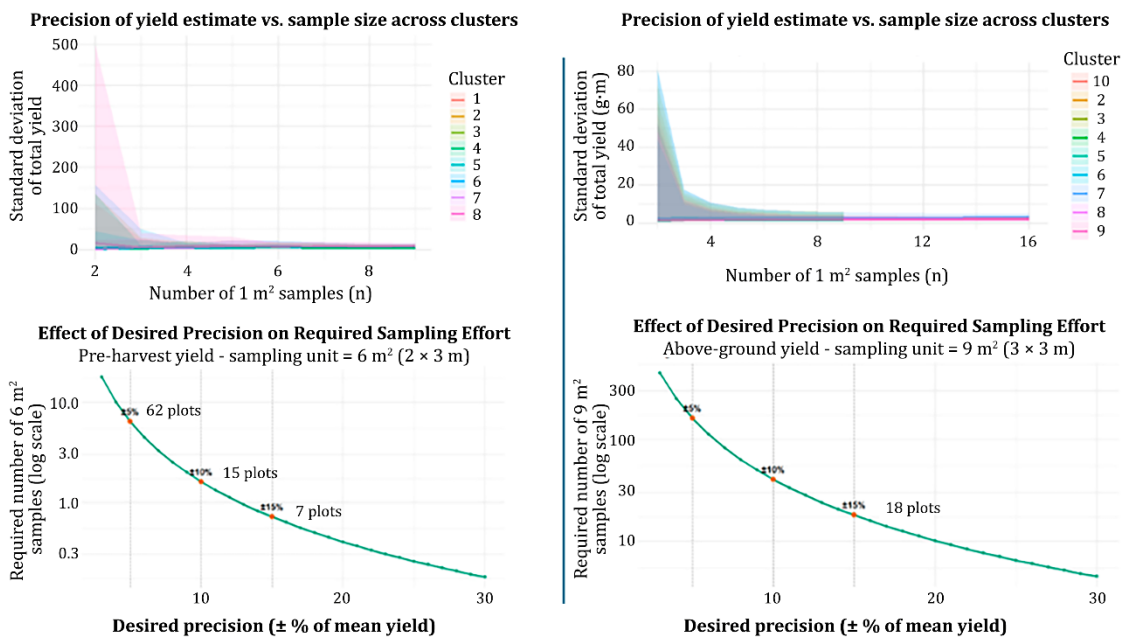 Precision of yield estimate vs. sample size across clusters
Standard deviation
of total yield
500
400
300
200
100
0
2
4
6
8
Number of 1 m² samples (n)
Cluster
1
2
3
4
5
6
7
8
Precision of yield estimate vs. sample size across clusters
Standard deviation
of total yield (g·m)
80
60
40
20
0
4
8
12
16
Number of 1 m² samples (n)
Cluster
10
2
3
4
5
6
7
8
9
Effect of Desired Precision on Required Sampling Effort
Pre-harvest yield - sampling unit = 6 m² (2 × 3 m)
Required number of 6 m²
samples (log scale)
10.0
3.0
1.0
0.3
±5%
62 plots
±10%
15 plots
±15%
7 plots
10
20
30
Desired precision (± % of mean yield)
Effect of Desired Precision on Required Sampling Effort
Above-ground yield - sampling unit = 9 m² (3 × 3 m)
Required number of 9 m²
samples (log scale)
300
100
30
10
±5%
±10%
±15%
18 plots
10
20
30
Desired precision (± % of mean yield)